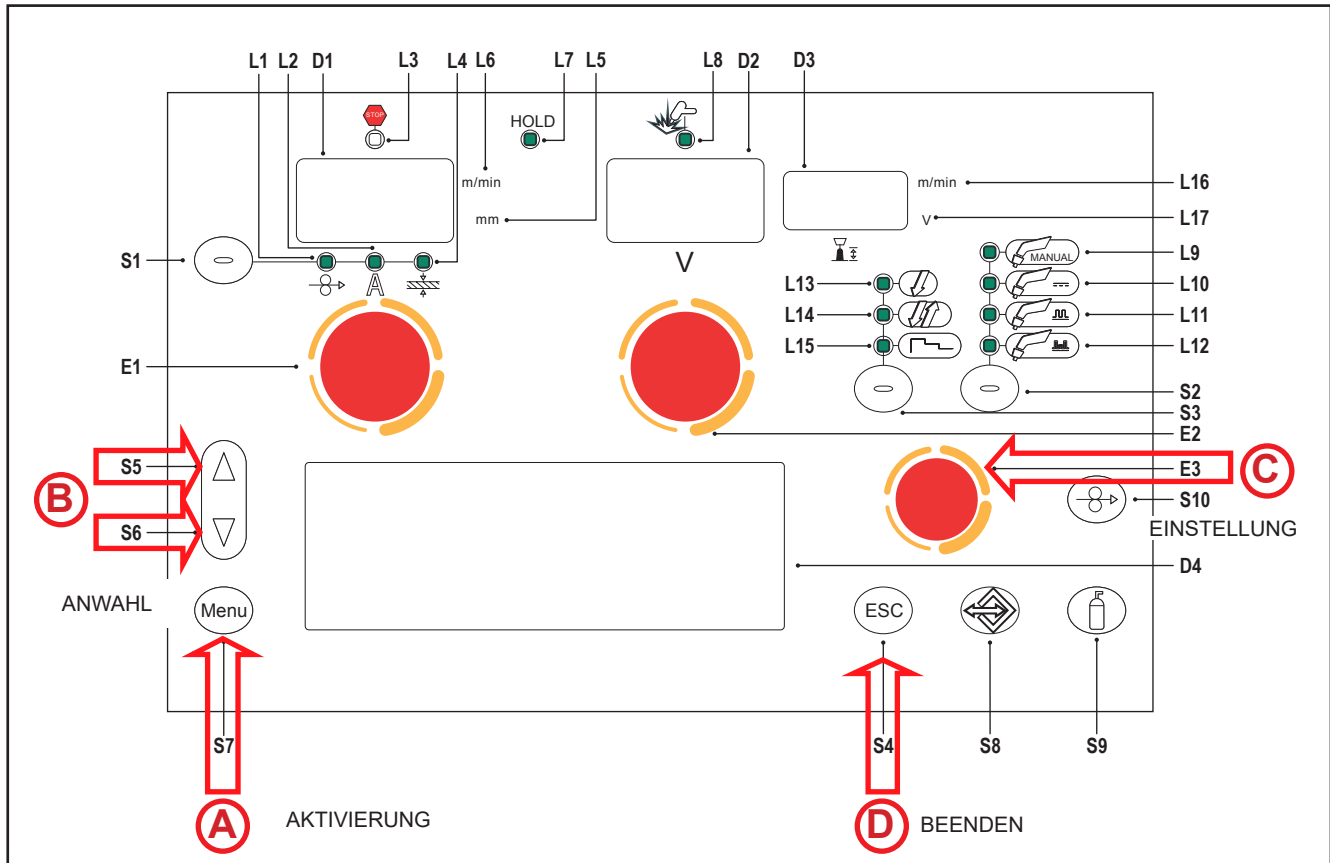 L1 L2 D1 L3 L4 L6 L7 L5 L8 D2 D3
STOP
HOLD
m/min
mm
m/min L16
V L17
S1
A
V
MANUAL L9
L13 L10
L14 L11
L15 L12
E1
S2
S3
E2
S5
E3
C
B
S10
S6
EINSTELLUNG
D4
ANWAHL
Menu
ESC
S7 S4 S8 S9
A AKTIVIERUNG
D BEENDEN